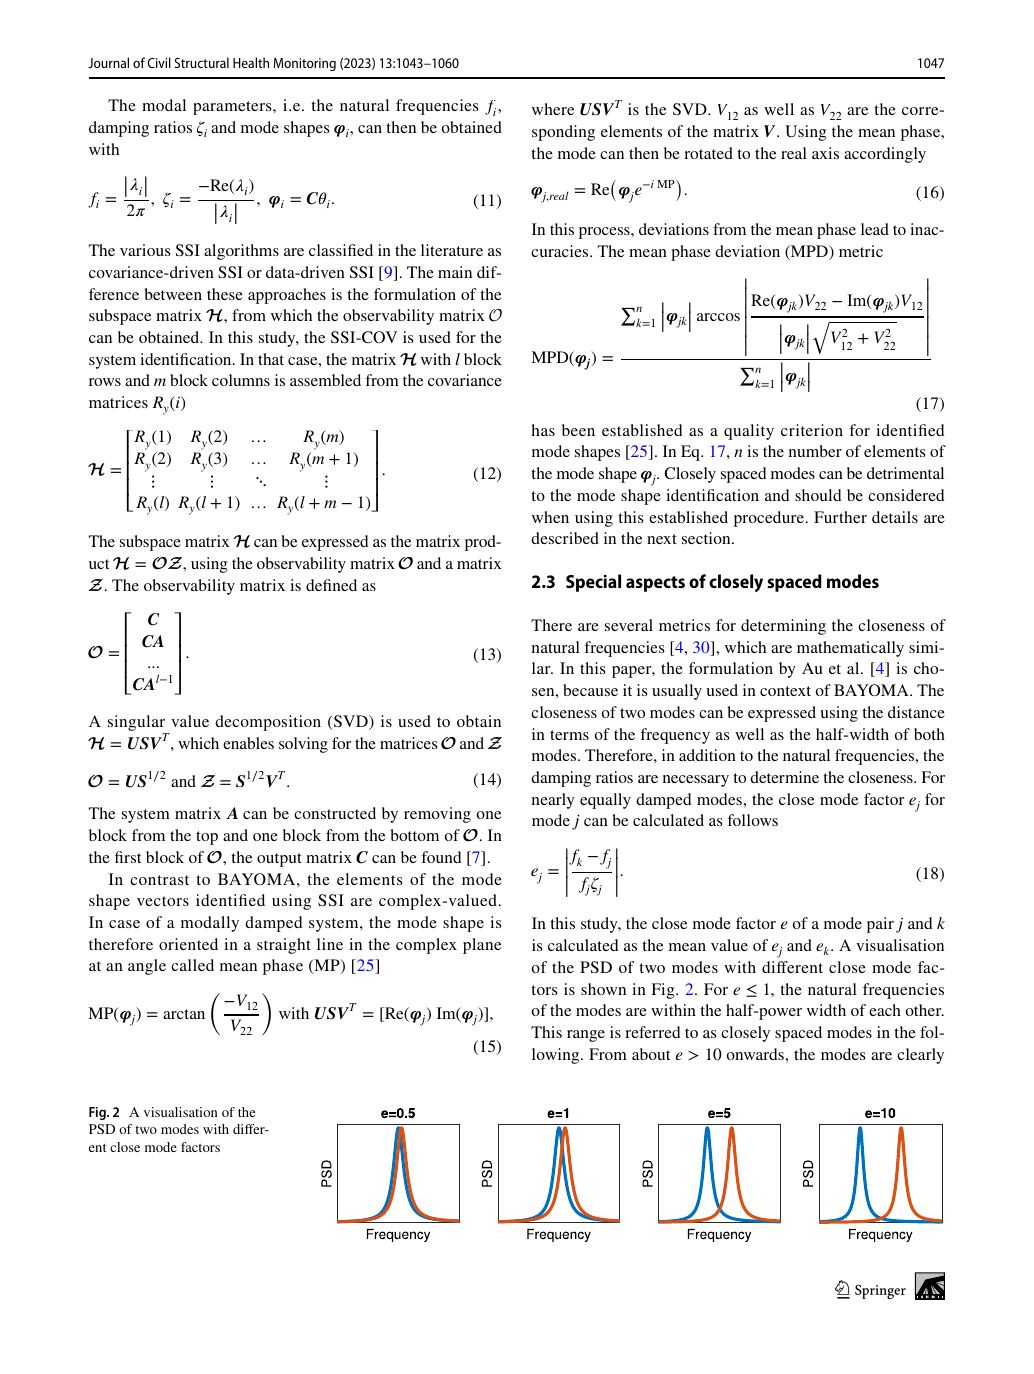 Journal of Civil Structural Health Monitoring (2023) 13:1043–1060
1047
The modal parameters, i.e. the natural frequencies fᵢ,
damping ratios ζᵢ and mode shapes φᵢ, can then be obtained
with
fᵢ = |λᵢ| / 2π, ζᵢ = −Re(λᵢ) / |λᵢ|, φᵢ = Cθᵢ. (11)
The various SSI algorithms are classified in the literature as
covariance-driven SSI or data-driven SSI [9]. The main dif-
ference between these approaches is the formulation of the
subspace matrix ℋ, from which the observability matrix 𝒪
can be obtained. In this study, the SSI-COV is used for the
system identification. In that case, the matrix ℋ with l block
rows and m block columns is assembled from the covariance
matrices R_y(i)
ℋ = [R_y(1) R_y(2) … R_y(m)
R_y(2) R_y(3) … R_y(m + 1)
⋮ ⋮ ⋱ ⋮
R_y(l) R_y(l + 1) … R_y(l + m − 1)]. (12)
The subspace matrix ℋ can be expressed as the matrix prod-
uct ℋ = 𝒪𝒵, using the observability matrix 𝒪 and a matrix
𝒵. The observability matrix is defined as
𝒪 = [C
CA
...
CA^{l−1}]. (13)
A singular value decomposition (SVD) is used to obtain
ℋ = USV^T, which enables solving for the matrices 𝒪 and 𝒵
𝒪 = US^{1/2} and 𝒵 = S^{1/2}V^T. (14)
The system matrix A can be constructed by removing one
block from the top and one block from the bottom of 𝒪. In
the first block of 𝒪, the output matrix C can be found [7].
In contrast to BAYOMA, the elements of the mode
shape vectors identified using SSI are complex-valued.
In case of a modally damped system, the mode shape is
therefore oriented in a straight line in the complex plane
at an angle called mean phase (MP) [25]
MP(φ_j) = arctan(−V₁₂ / V₂₂) with USV^T = [Re(φ_j) Im(φ_j)],
(15)
where USV^T is the SVD. V₁₂ as well as V₂₂ are the corre-
sponding elements of the matrix V. Using the mean phase,
the mode can then be rotated to the real axis accordingly
φ_{j,real} = Re(φ_j e^{−i MP}). (16)
In this process, deviations from the mean phase lead to inac-
curacies. The mean phase deviation (MPD) metric
MPD(φ_j) = ∑_{k=1}^{n} |φ_{jk}| arccos |(Re(φ_{jk})V₂₂ − Im(φ_{jk})V₁₂) / (|φ_{jk}| √(V₁₂² + V₂₂²))| / ∑_{k=1}^{n} |φ_{jk}|
(17)
has been established as a quality criterion for identified
mode shapes [25]. In Eq. 17, n is the number of elements of
the mode shape φ_j. Closely spaced modes can be detrimental
to the mode shape identification and should be considered
when using this established procedure. Further details are
described in the next section.
2.3 Special aspects of closely spaced modes
There are several metrics for determining the closeness of
natural frequencies [4, 30], which are mathematically simi-
lar. In this paper, the formulation by Au et al. [4] is cho-
sen, because it is usually used in context of BAYOMA. The
closeness of two modes can be expressed using the distance
in terms of the frequency as well as the half-width of both
modes. Therefore, in addition to the natural frequencies, the
damping ratios are necessary to determine the closeness. For
nearly equally damped modes, the close mode factor e_j for
mode j can be calculated as follows
e_j = |(f_k − f_j) / (f_j ζ_j)|. (18)
In this study, the close mode factor e of a mode pair j and k
is calculated as the mean value of e_j and e_k. A visualisation
of the PSD of two modes with different close mode fac-
tors is shown in Fig. 2. For e ≤ 1, the natural frequencies
of the modes are within the half-power width of each other.
This range is referred to as closely spaced modes in the fol-
lowing. From about e > 10 onwards, the modes are clearly
Fig. 2 A visualisation of the
PSD of two modes with differ-
ent close mode factors
e=0.5
PSD
Frequency
e=1
PSD
Frequency
e=5
PSD
Frequency
e=10
PSD
Frequency
Springer